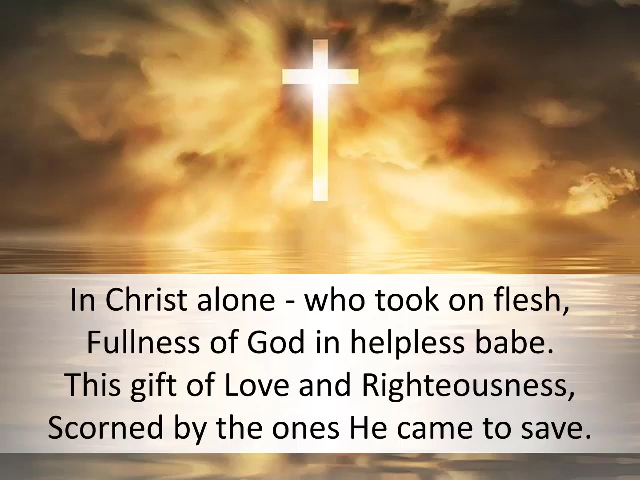 In Christ alone - who took on flesh,
Fullness of God in helpless babe.
This gift of Love and Righteousness,
Scorned by the ones He came to save.